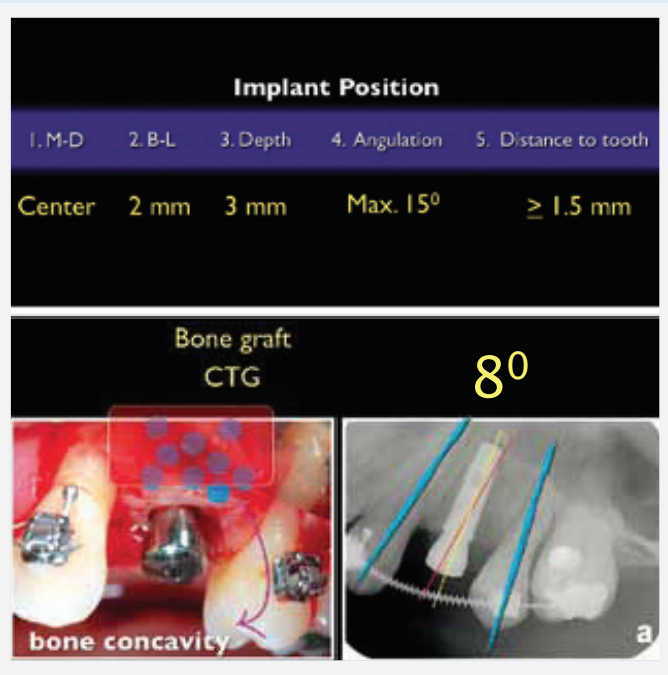 Implant Position
1. M-D 2. B-L 3. Depth 4. Angulation 5. Distance to tooth
Center 2 mm 3 mm Max. 15⁰ ≥ 1.5 mm
Bone graft
CTG
8⁰
bone concavity
a